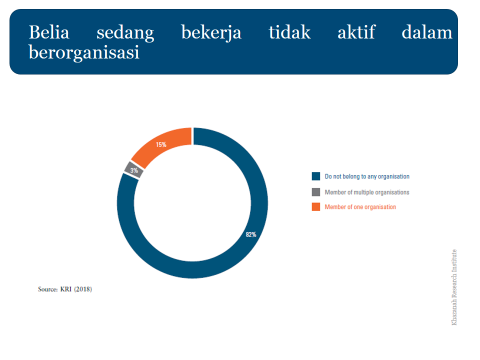 Belia sedang bekerja tidak aktif dalam
berorganisasi
15%
3%
82%
Do not belong to any organisation
Member of multiple organisations
Member of one organisation
Source: KRI (2018)
Khazanah Research Institute